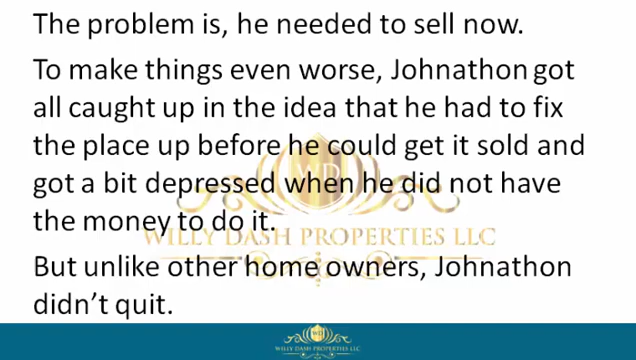 The problem is, he needed to sell now.
To make things even worse, Johnathon got
all caught up in the idea that he had to fix
the place up before he could get it sold and
got a bit depressed when he did not have
the money to do it.
WILLY DASH PROPERTIES LLC
But unlike other home owners, Johnathon
didn't quit.
WILLY DASH PROPERTIES LLC